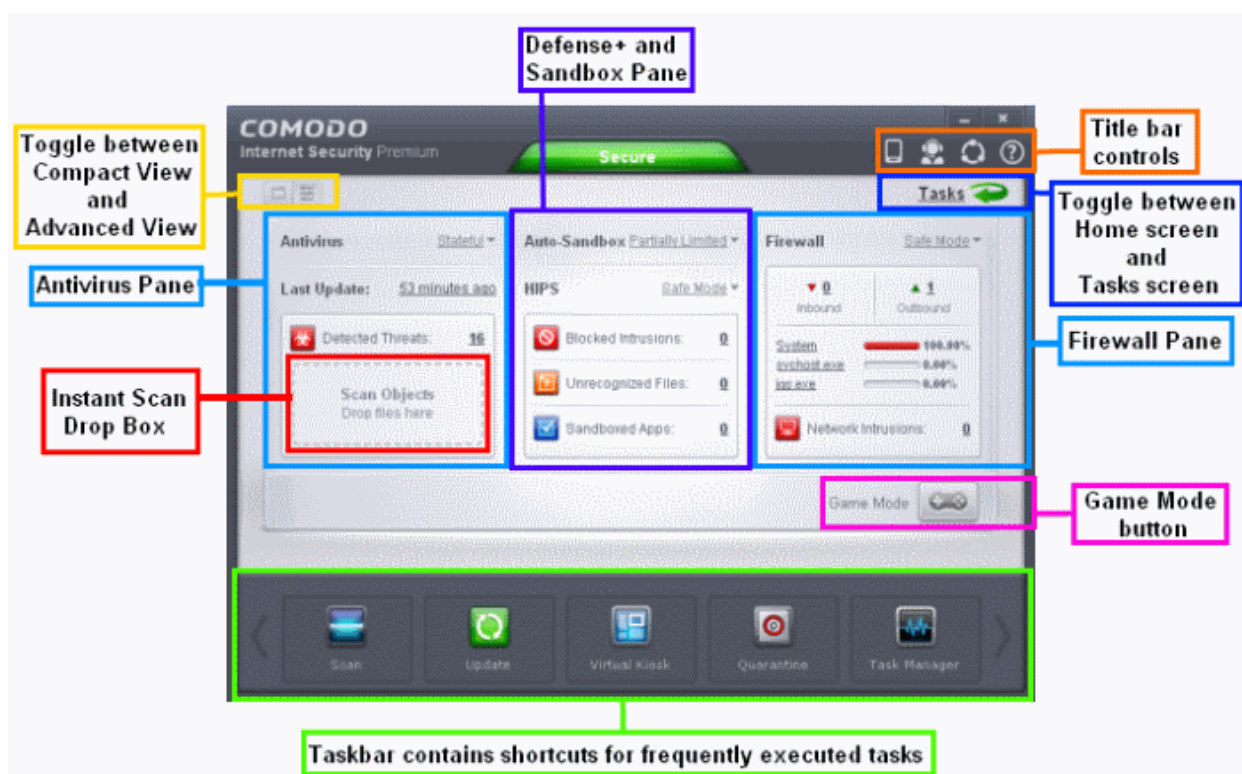 Defense+ and
Sandbox Pane
Toggle between
Compact View
and
Advanced View
Antivirus Pane
Instant Scan
Drop Box
COMODO
Internet Security Premium
Secure
Title bar
controls
Tasks
Toggle between
Home screen
and
Tasks screen
Firewall Pane
Game Mode
button
Antivirus Stateful
Last Update: 53 minutes ago
Detected Threats: 16
Scan Objects
Drop files here
Auto-Sandbox Partially Limited
HIPS Safe Mode
Blocked Intrusions: 0
Unrecognized Files: 0
Sandboxed Apps: 0
Firewall Safe Mode
0 1
Inbound Outbound
System 100.00%
svchost.exe 0.00%
0.00%
Network Intrusions: 0
Game Mode
Scan Update Virtual Kiosk Quarantine Task Manager
Taskbar contains shortcuts for frequently executed tasks